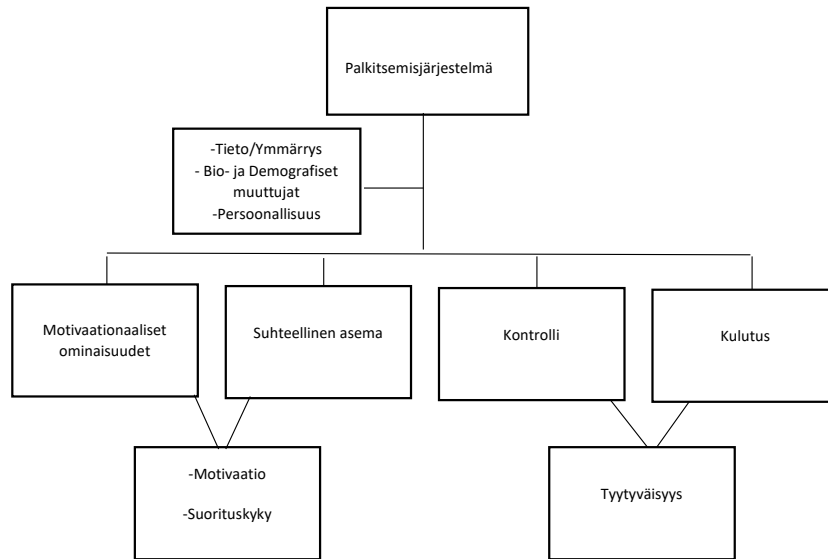 Palkitsemisjärjestelmä
-Tieto/Ymmärrys
- Bio- ja Demografiset
muuttujat
-Persoonallisuus
Motivaationaaliset
ominaisuudet
Suhteellinen asema
Kontrolli
Kulutus
-Motivaatio
-Suorituskyky
Tyytyväisyys